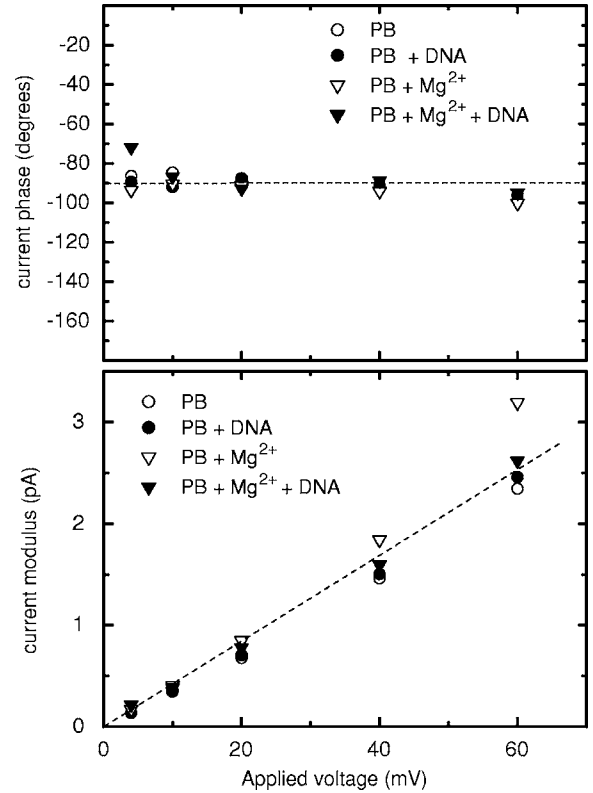 current phase (degrees)
-20
-40
-60
-80
-100
-120
-140
-160
PB
PB + DNA
PB + Mg²⁺
PB + Mg²⁺ + DNA
current modulus (pA)
3
2
1
0
PB
PB + DNA
PB + Mg²⁺
PB + Mg²⁺ + DNA
0 20 40 60
Applied voltage (mV)